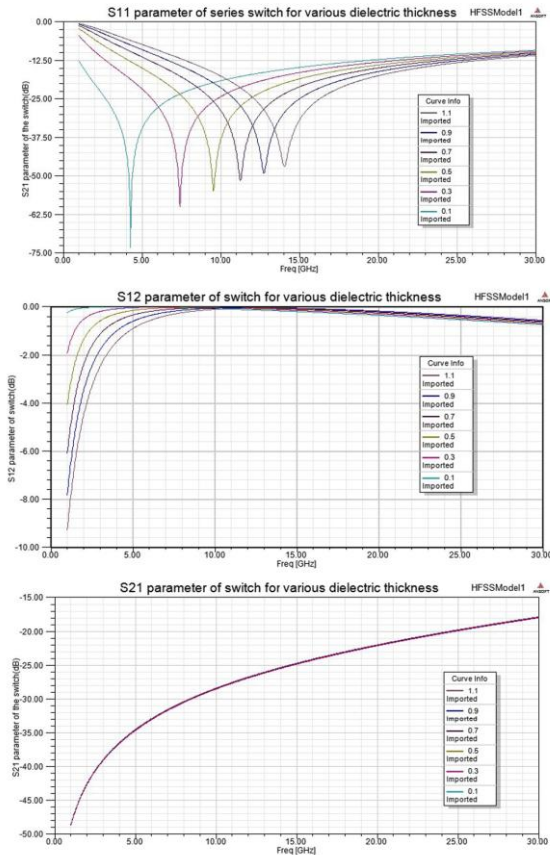 S11 parameter of series switch for various dielectric thickness
HFSSModel1
ANSOFT
0.00
-12.50
-25.00
-37.50
-50.00
-62.50
-75.00
S21 parameter of the switch(dB)
Curve Info
1.1
Imported
0.9
Imported
0.7
Imported
0.5
Imported
0.3
Imported
0.1
Imported
0.00 5.00 10.00 15.00 20.00 25.00 30.00
Freq [GHz]
S12 parameter of switch for various dielectric thickness
HFSSModel1
ANSOFT
0.00
-2.00
-4.00
-6.00
-8.00
-10.00
S12 parameter of the switch(dB)
Curve Info
1.1
Imported
0.9
Imported
0.7
Imported
0.5
Imported
0.3
Imported
0.1
Imported
0.00 5.00 10.00 15.00 20.00 25.00 30.00
Freq [GHz]
S21 parameter of switch for various dielectric thickness
HFSSModel1
ANSOFT
-15.00
-20.00
-25.00
-30.00
-35.00
-40.00
-45.00
-50.00
S21 parameter of the switch(dB)
Curve Info
1.1
Imported
0.9
Imported
0.7
Imported
0.5
Imported
0.3
Imported
0.1
Imported
0.00 5.00 10.00 15.00 20.00 25.00 30.00
Freq [GHz]